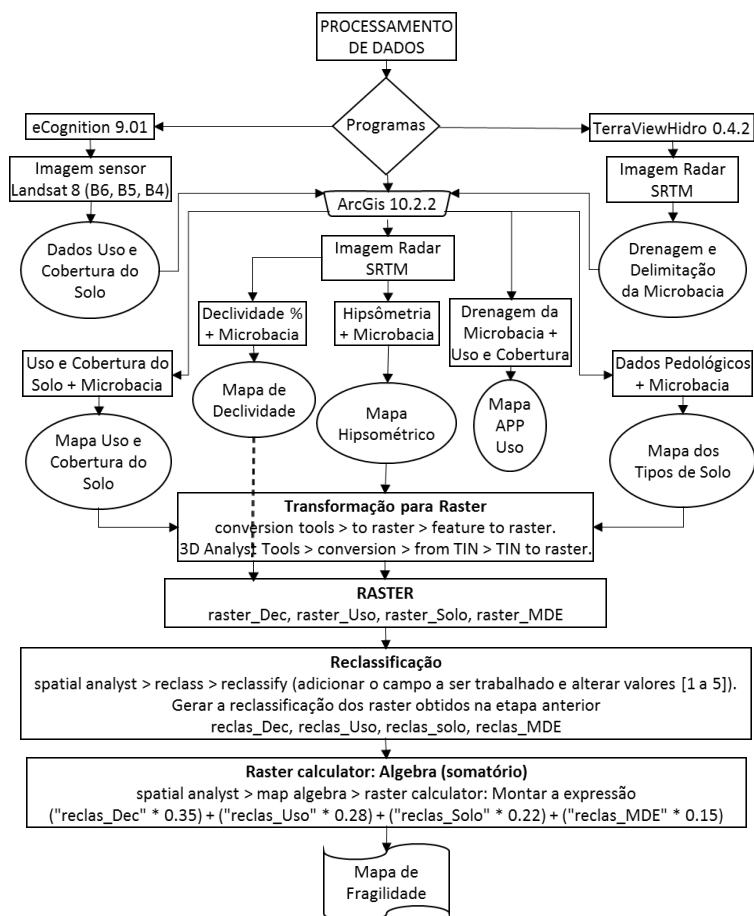 PROCESSAMENTO
DE DADOS
Programas
eCognition 9.01
TerraViewHidro 0.4.2
Imagem sensor
Landsat 8 (B6, B5, B4)
Imagem Radar
SRTM
ArcGis 10.2.2
Dados Uso e
Cobertura do
Solo
Imagem Radar
SRTM
Drenagem e
Delimitação
da Microbacia
Declividade %
+ Microbacia
Hipsômetria
+ Microbacia
Drenagem da
Microbacia +
Uso e Cobertura
Uso e Cobertura do
Solo + Microbacia
Dados Pedológicos
+ Microbacia
Mapa de
Declividade
Mapa
Hipsométrico
Mapa
APP
Uso
Mapa Uso e
Cobertura do
Solo
Mapa dos
Tipos de Solo
Transformação para Raster
conversion tools > to raster > feature to raster.
3D Analyst Tools > conversion > from TIN > TIN to raster.
RASTER
raster_Dec, raster_Uso, raster_Solo, raster_MDE
Reclassificação
spatial analyst > reclass > reclassify (adicionar o campo a ser trabalhado e alterar valores [1 a 5]).
Gerar a reclassificação dos raster obtidos na etapa anterior
reclas_Dec, reclas_Uso, reclas_solo, reclas_MDE
Raster calculator: Algebra (somatório)
spatial analyst > map algebra > raster calculator: Montar a expressão
("reclas_Dec" * 0.35) + ("reclas_Uso" * 0.28) + ("reclas_Solo" * 0.22) + ("reclas_MDE" * 0.15)
Mapa de
Fragilidade